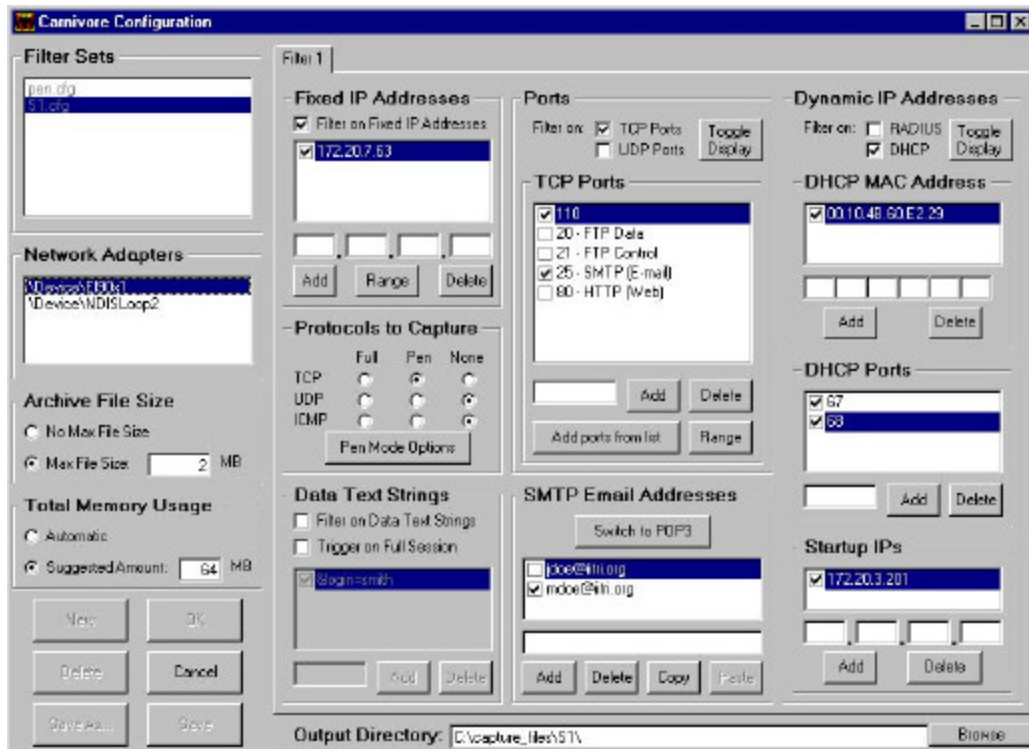 Carnivore Configuration
Filter Sets
pen.cfg
S1.cfg
Network Adapters
\Device\El90x1
\Device\NDISLoop2
Archive File Size
No Max File Size
Max File Size: 2 MB
Total Memory Usage
Automatic
Suggested Amount: 64 MB
New OK
Delete Cancel
Save As... Save
Filter 1
Fixed IP Addresses
Filter on Fixed IP Addresses
172.20.7.63
. . .
Add Range Delete
Protocols to Capture
Full Pen None
TCP
UDP
ICMP
Pen Mode Options
Data Text Strings
Filter on Data Text Strings
Trigger on Full Session
&login=smith
Add Delete
Ports
Filter on: TCP Ports
UDP Ports
Toggle
Display
TCP Ports
110
20 - FTP Data
21 - FTP Control
25 - SMTP (E-mail)
80 - HTTP (Web)
Add Delete
Add ports from list Range
SMTP Email Addresses
Switch to POP3
jdoe@iitri.org
mdoe@iitri.org
Add Delete Copy Paste
Dynamic IP Addresses
Filter on: RADIUS
DHCP
Toggle
Display
DHCP MAC Address
00.10.4B.60.E2.29
Add Delete
DHCP Ports
67
68
Add Delete
Startup IPs
172.20.3.201
. . .
Add Delete
Output Directory: C:\capture_files\S1\ Browse